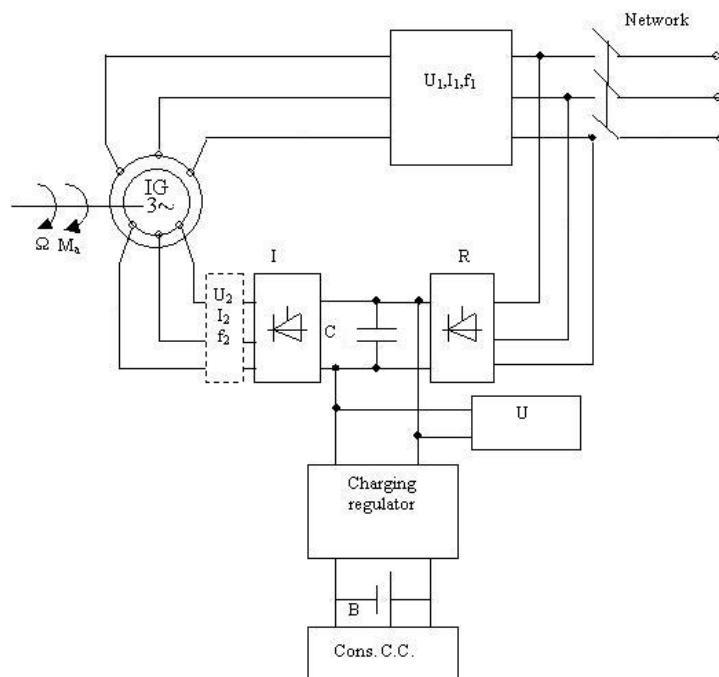 Network
U₁,I₁,f₁
IG
3~
Ω Mₐ
I
R
U₂
I₂
f₂
C
U
Charging
regulator
B
Cons. C.C.